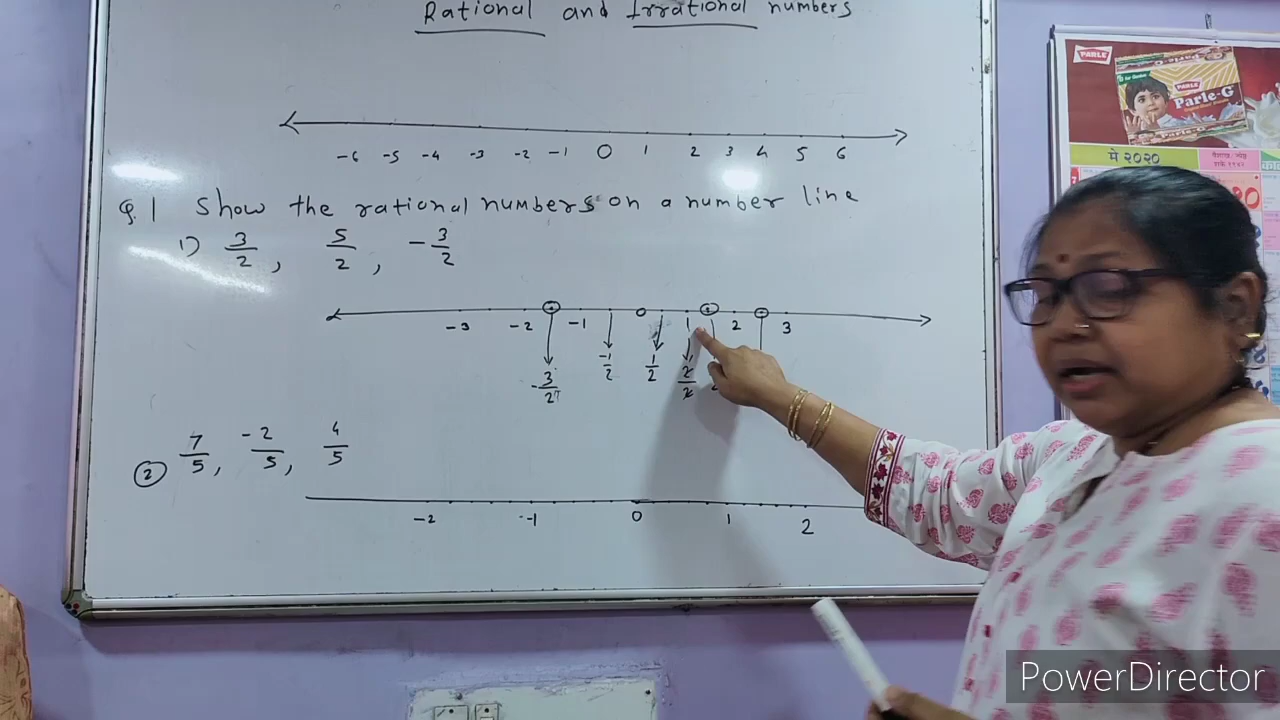 Rational and Irrational numbers
-6 -5 -4 -3 -2 -1 0 1 2 3 4 5 6
Q.1 Show the rational numbers on a number line
1) 3/2, 5/2, -3/2
-3 -2 -1 0 1 2 3
-3/2 -1/2 1/2 2/2
② 7/5, -2/5, 4/5
-2 -1 0 1 2
PARLE
PARLE
Parle-G
मे २०२०
PowerDirector